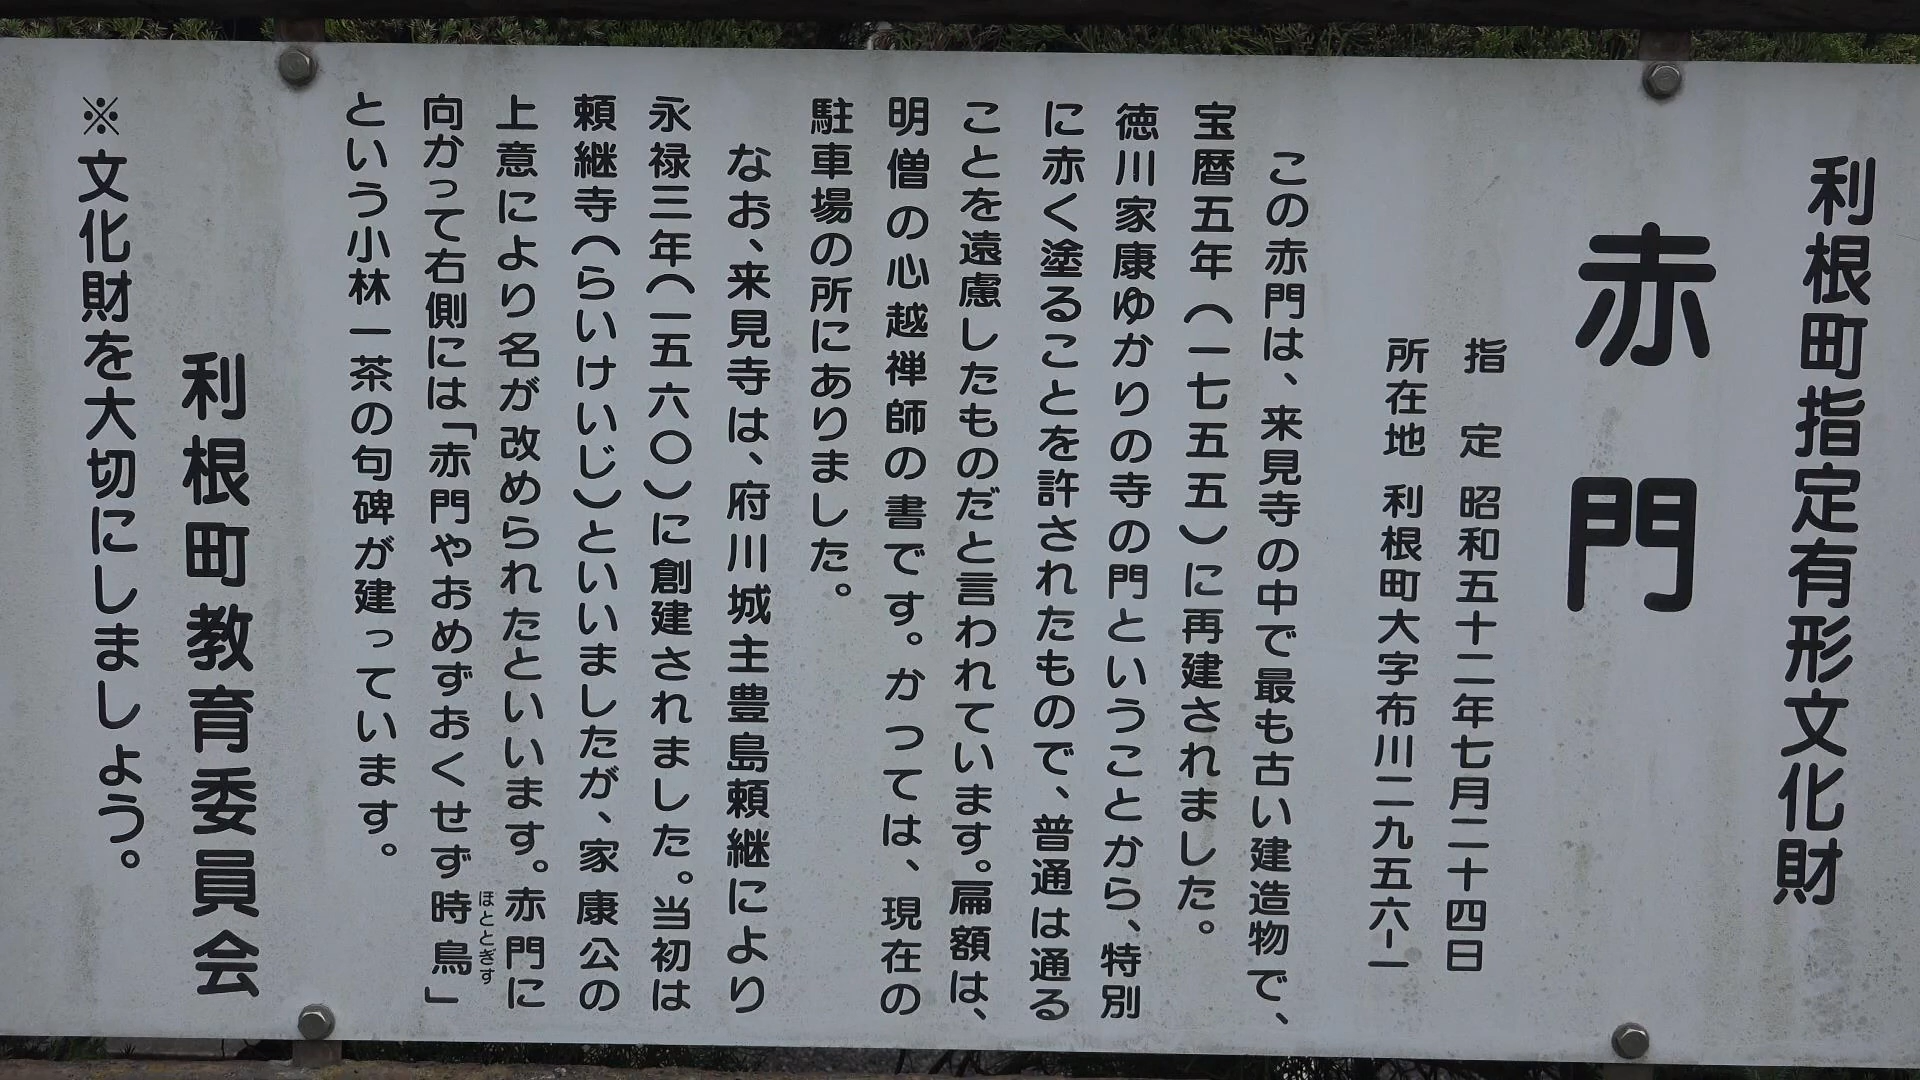 利根町指定有形文化財
赤門
指 定 昭和五十二年七月二十四日
所在地 利根町大字布川二九五六ー一
この赤門は、来見寺の中で最も古い建造物で、
宝暦五年(一七五五)に再建されました。
徳川家康ゆかりの寺の門ということから、特別
に赤く塗ることを許されたもので、普通は通る
ことを遠慮したものだと言われています。扁額は、
明僧の心越禅師の書です。かつては、現在の
駐車場の所にありました。
なお、来見寺は、府川城主豊島頼継により
永禄三年(一五六〇)に創建されました。当初は
頼継寺(らいけいじ)といいましたが、家康公の
上意により名が改められたといいます。赤門に
向かって右側には「赤門やおめずおくせず時鳥」
ほととぎす
という小林一茶の句碑が建っています。
利根町教育委員会
※文化財を大切にしましょう。